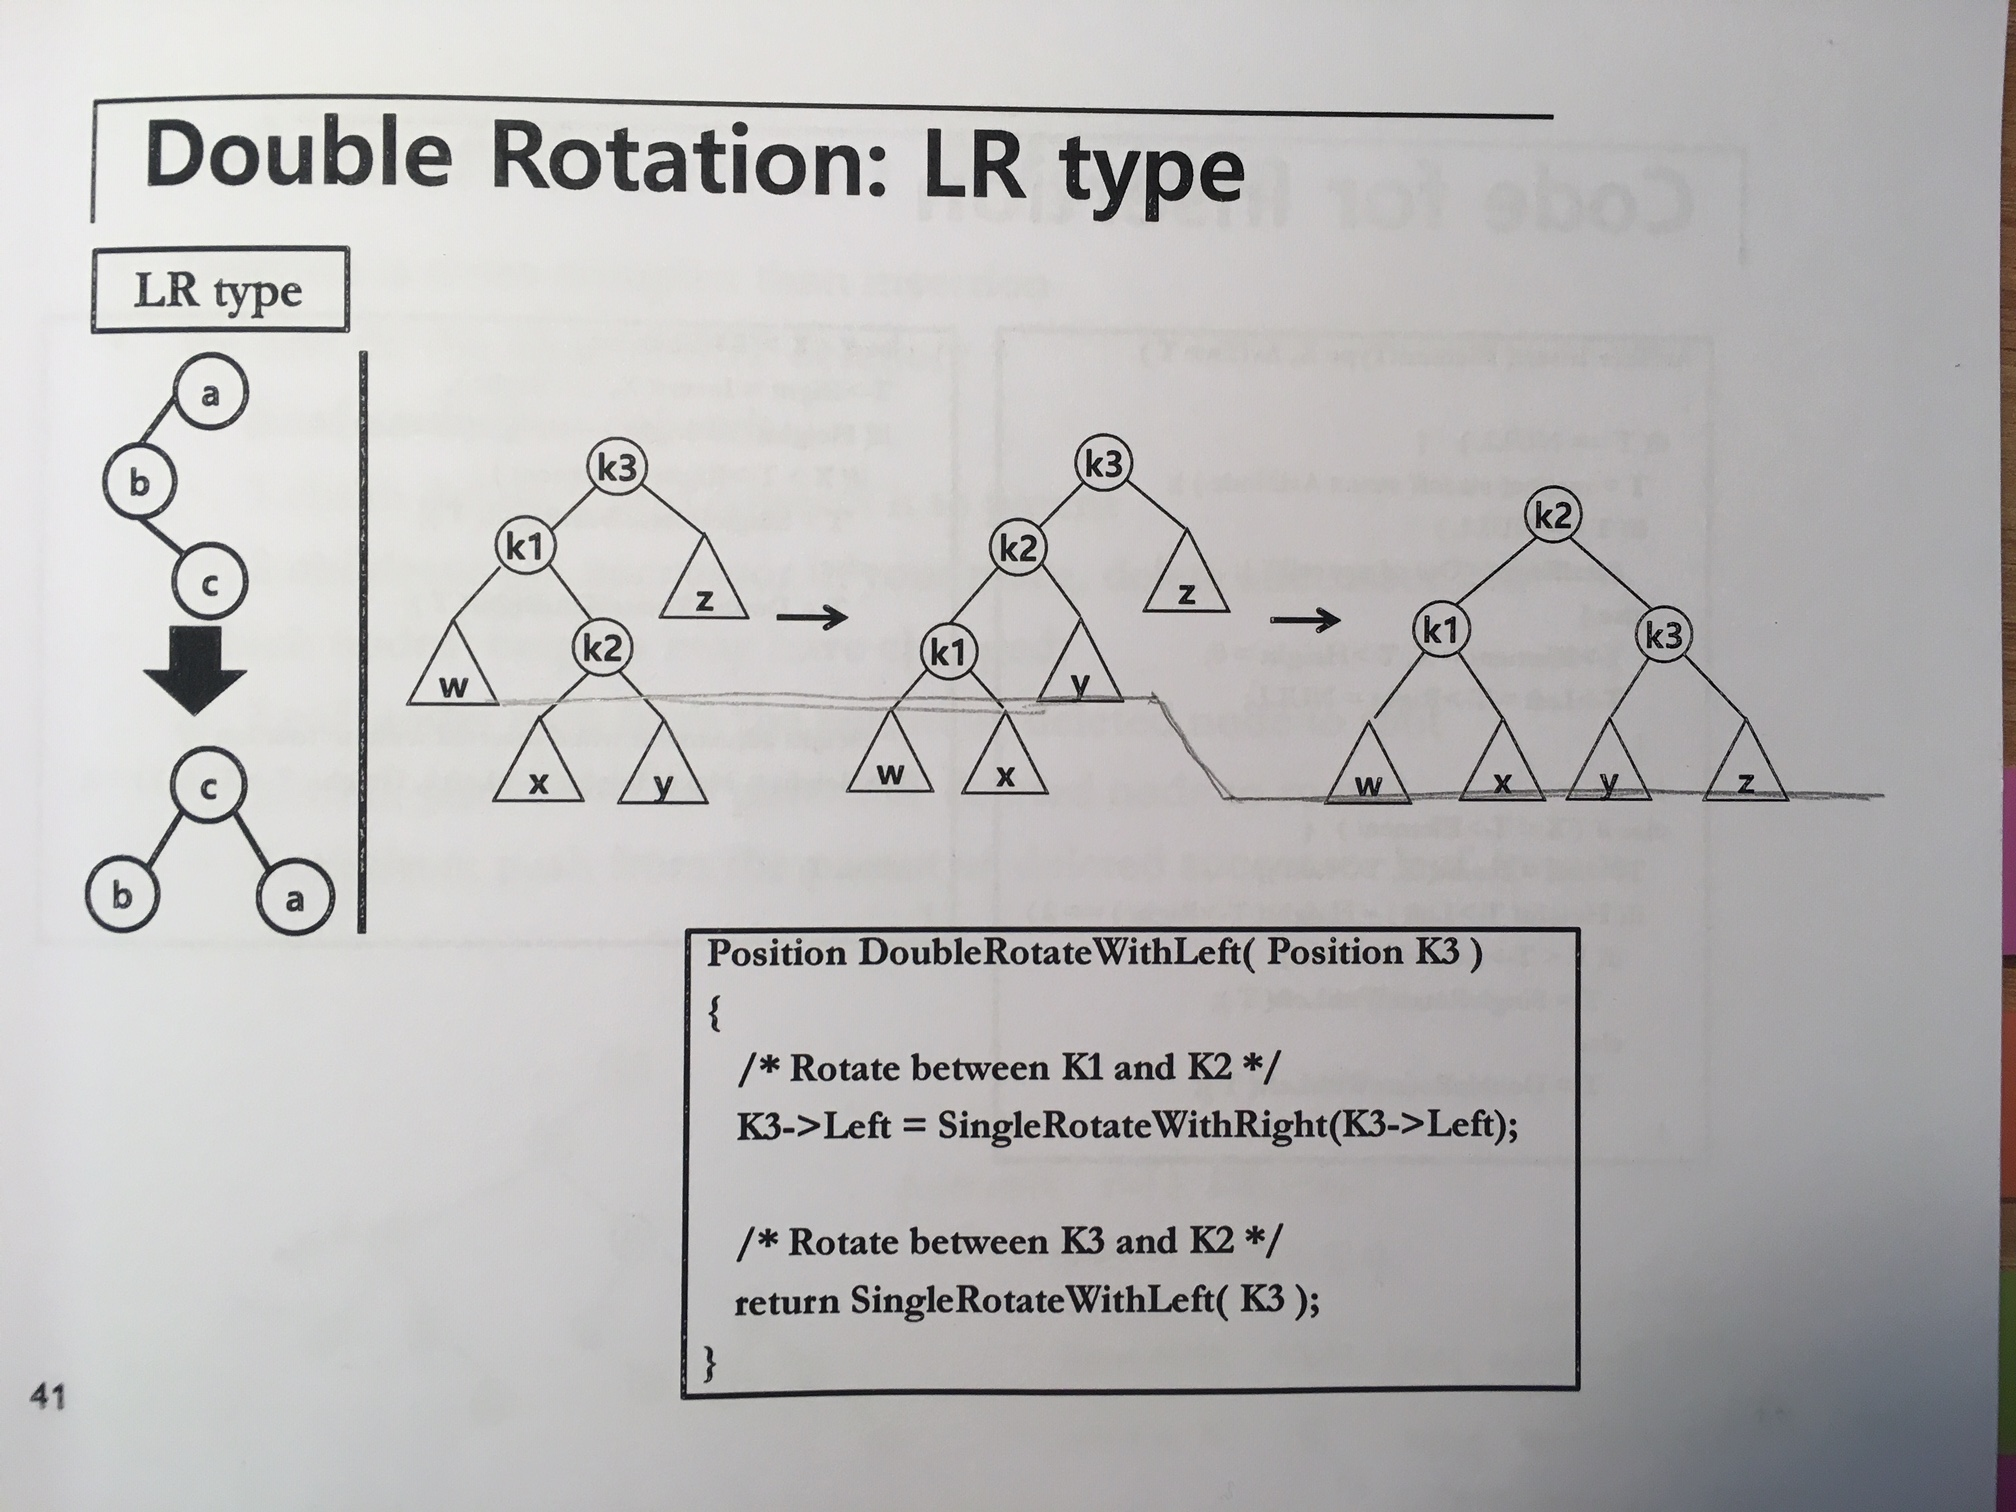 Double Rotation: LR type
LR type
a
b
c
c
b
a
k3
k1
z
w
k2
x
y
k3
k2
z
k1
y
w
x
k2
k1
k3
w
x
y
z
Position DoubleRotateWithLeft( Position K3 )
{
/* Rotate between K1 and K2 */
K3->Left = SingleRotateWithRight(K3->Left);
/* Rotate between K3 and K2 */
return SingleRotateWithLeft( K3 );
}
41